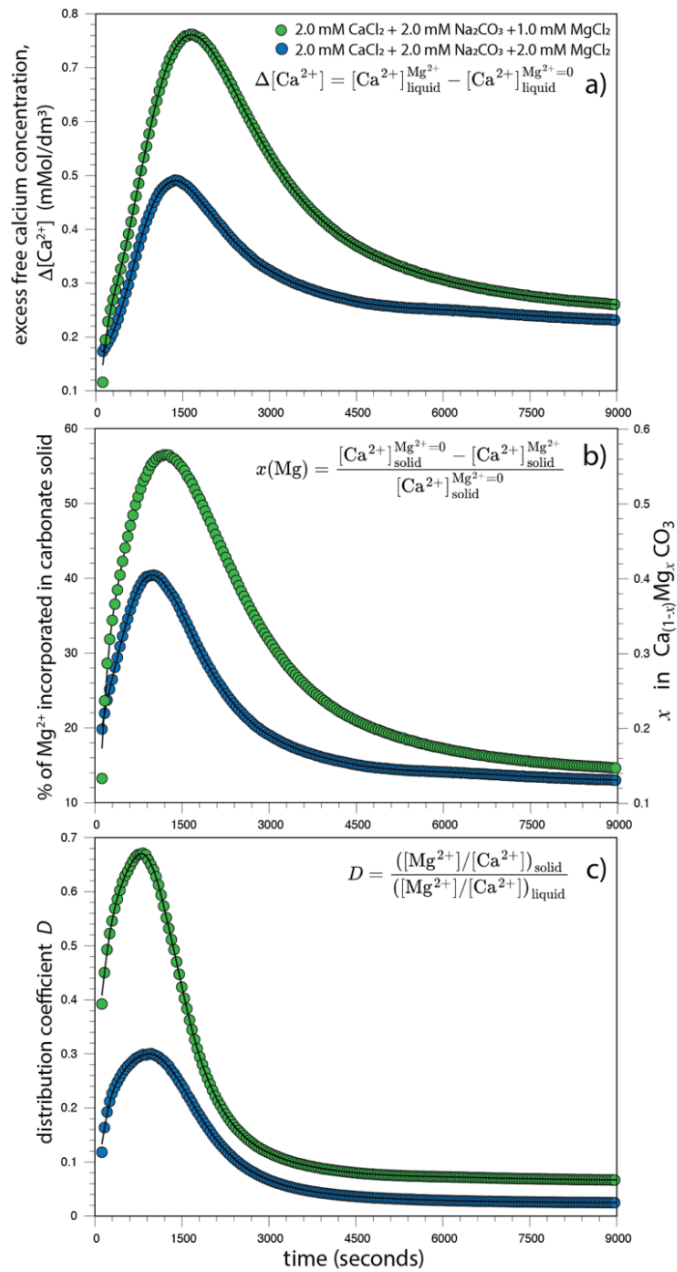 2.0 mM CaCl₂ + 2.0 mM Na₂CO₃ +1.0 mM MgCl₂
2.0 mM CaCl₂ + 2.0 mM Na₂CO₃ +2.0 mM MgCl₂
Δ[Ca²⁺] = [Ca²⁺]^{Mg²⁺}_{liquid} − [Ca²⁺]^{Mg²⁺=0}_{liquid} a)
excess free calcium concentration,
Δ[Ca²⁺] (mMol/dm³)
0.8
0.7
0.6
0.5
0.4
0.3
0.2
0.1
0 1500 3000 4500 6000 7500 9000
x(Mg) = ([Ca²⁺]^{Mg²⁺=0}_{solid} − [Ca²⁺]^{Mg²⁺}_{solid}) / [Ca²⁺]^{Mg²⁺=0}_{solid} b)
% of Mg²⁺ incorporated in carbonate solid
60
50
40
30
20
10
0.6
0.5
0.4
0.3
0.2
0.1
x in Ca₍₁₋ₓ₎Mgₓ CO₃
0 1500 3000 4500 6000 7500 9000
D = ([Mg²⁺]/[Ca²⁺])_{solid} / ([Mg²⁺]/[Ca²⁺])_{liquid} c)
distribution coefficient D
0.7
0.6
0.5
0.4
0.3
0.2
0.1
0
0 1500 3000 4500 6000 7500 9000
time (seconds)